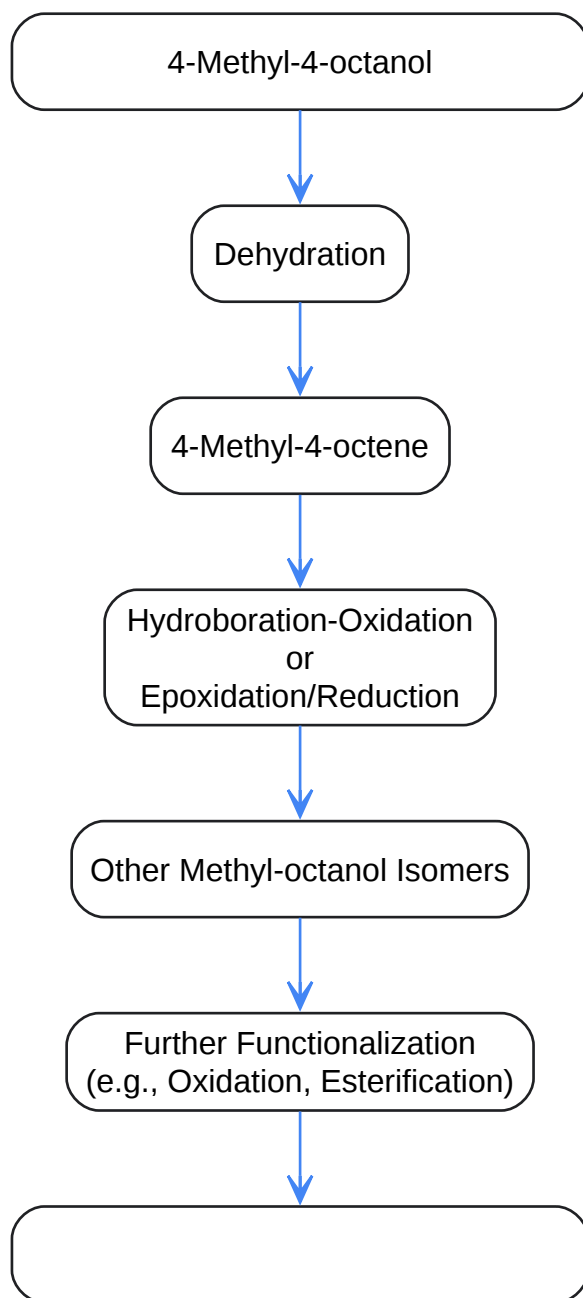 4-Methyl-4-octanol
Dehydration
4-Methyl-4-octene
Hydroboration-Oxidation
or
Epoxidation/Reduction
Other Methyl-octanol Isomers
Further Functionalization
(e.g., Oxidation, Esterification)